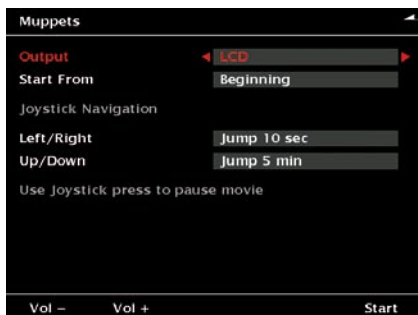 Muppets
Output LCD
Start From Beginning
Joystick Navigation
Left/Right Jump 10 sec
Up/Down Jump 5 min
Use Joystick press to pause movie
Vol – Vol + Start